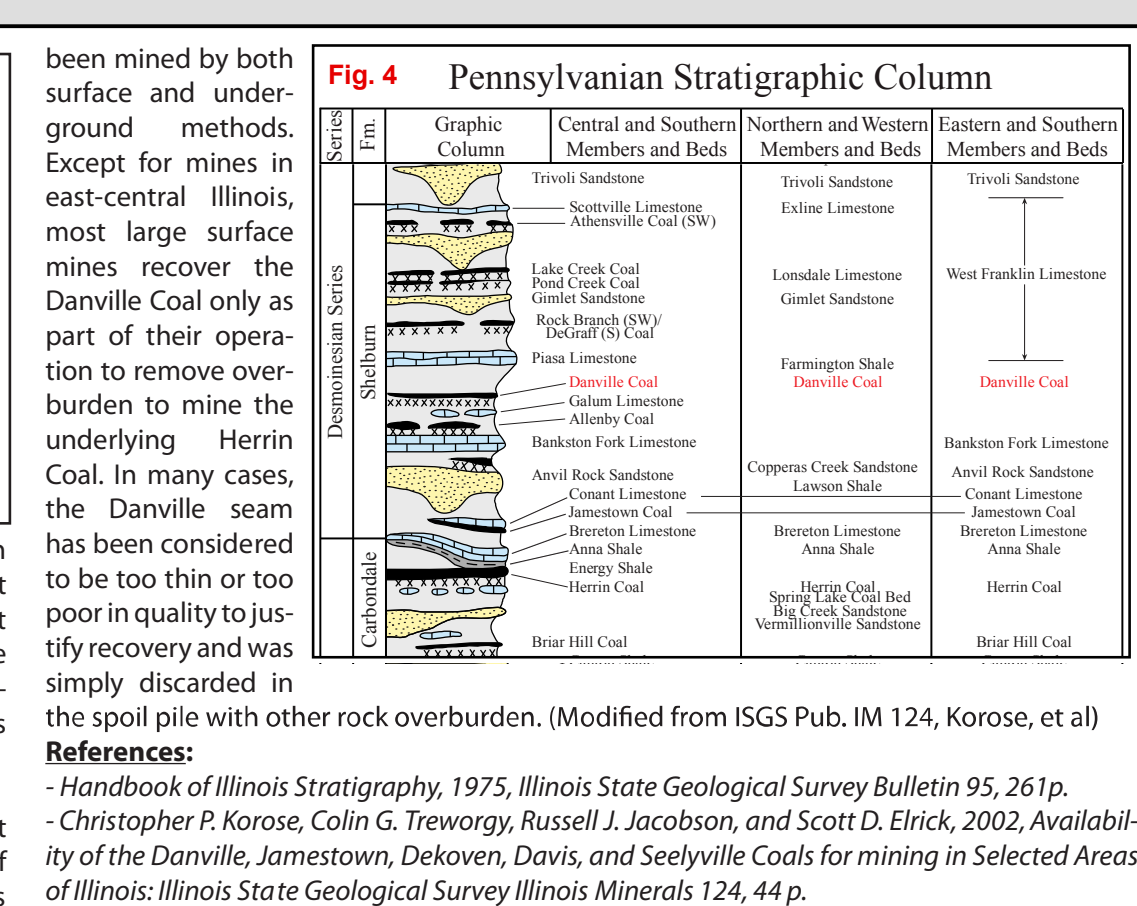 been mined by both
surface and under-
ground methods.
Except for mines in
east-central Illinois,
most large surface
mines recover the
Danville Coal only as
part of their opera-
tion to remove over-
burden to mine the
underlying Herrin
Coal. In many cases,
the Danville seam
has been considered
to be too thin or too
poor in quality to jus-
tify recovery and was
simply discarded in
the spoil pile with other rock overburden. (Modified from ISGS Pub. IM 124, Korose, et al)
References:
- Handbook of Illinois Stratigraphy, 1975, Illinois State Geological Survey Bulletin 95, 261p.
- Christopher P. Korose, Colin G. Treworgy, Russell J. Jacobson, and Scott D. Elrick, 2002, Availabil-
ity of the Danville, Jamestown, Dekoven, Davis, and Seelyville Coals for mining in Selected Areas
of Illinois: Illinois State Geological Survey Illinois Minerals 124, 44 p.
Fig. 4 Pennsylvanian Stratigraphic Column
Series
Fm.
Graphic
Column
Central and Southern
Members and Beds
Northern and Western
Members and Beds
Eastern and Southern
Members and Beds
Desmoinesian Series
Shelburn
Carbondale
Trivoli Sandstone
Scottville Limestone
Athensville Coal (SW)
Lake Creek Coal
Pond Creek Coal
Gimlet Sandstone
Rock Branch (SW)/
DeGraff (S) Coal
Piasa Limestone
Danville Coal
Galum Limestone
Allenby Coal
Bankston Fork Limestone
Anvil Rock Sandstone
Conant Limestone
Jamestown Coal
Brereton Limestone
Anna Shale
Energy Shale
Herrin Coal
Briar Hill Coal
Trivoli Sandstone
Exline Limestone
Lonsdale Limestone
Gimlet Sandstone
Farmington Shale
Danville Coal
Copperas Creek Sandstone
Lawson Shale
Brereton Limestone
Anna Shale
Herrin Coal
Spring Lake Coal Bed
Big Creek Sandstone
Vermillionville Sandstone
Trivoli Sandstone
West Franklin Limestone
Danville Coal
Bankston Fork Limestone
Anvil Rock Sandstone
Conant Limestone
Jamestown Coal
Brereton Limestone
Anna Shale
Herrin Coal
Briar Hill Coal